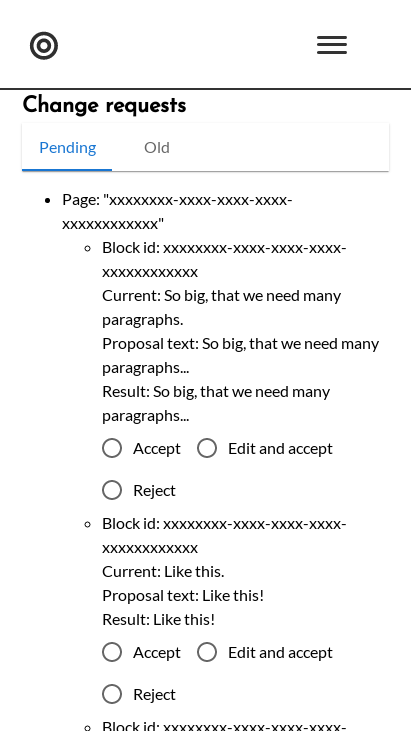 Change requests
Pending
Old
Page: "xxxxxxxx-xxxx-xxxx-xxxx-
xxxxxxxxxxxx"
Block id: xxxxxxxx-xxxx-xxxx-xxxx-
xxxxxxxxxxxx
Current: So big, that we need many
paragraphs.
Proposal text: So big, that we need many
paragraphs...
Result: So big, that we need many
paragraphs...
Accept
Edit and accept
Reject
Block id: xxxxxxxx-xxxx-xxxx-xxxx-
xxxxxxxxxxxx
Current: Like this.
Proposal text: Like this!
Result: Like this!
Accept
Edit and accept
Reject
Block id: xxxxxxxx-xxxx-xxxx-xxxx-